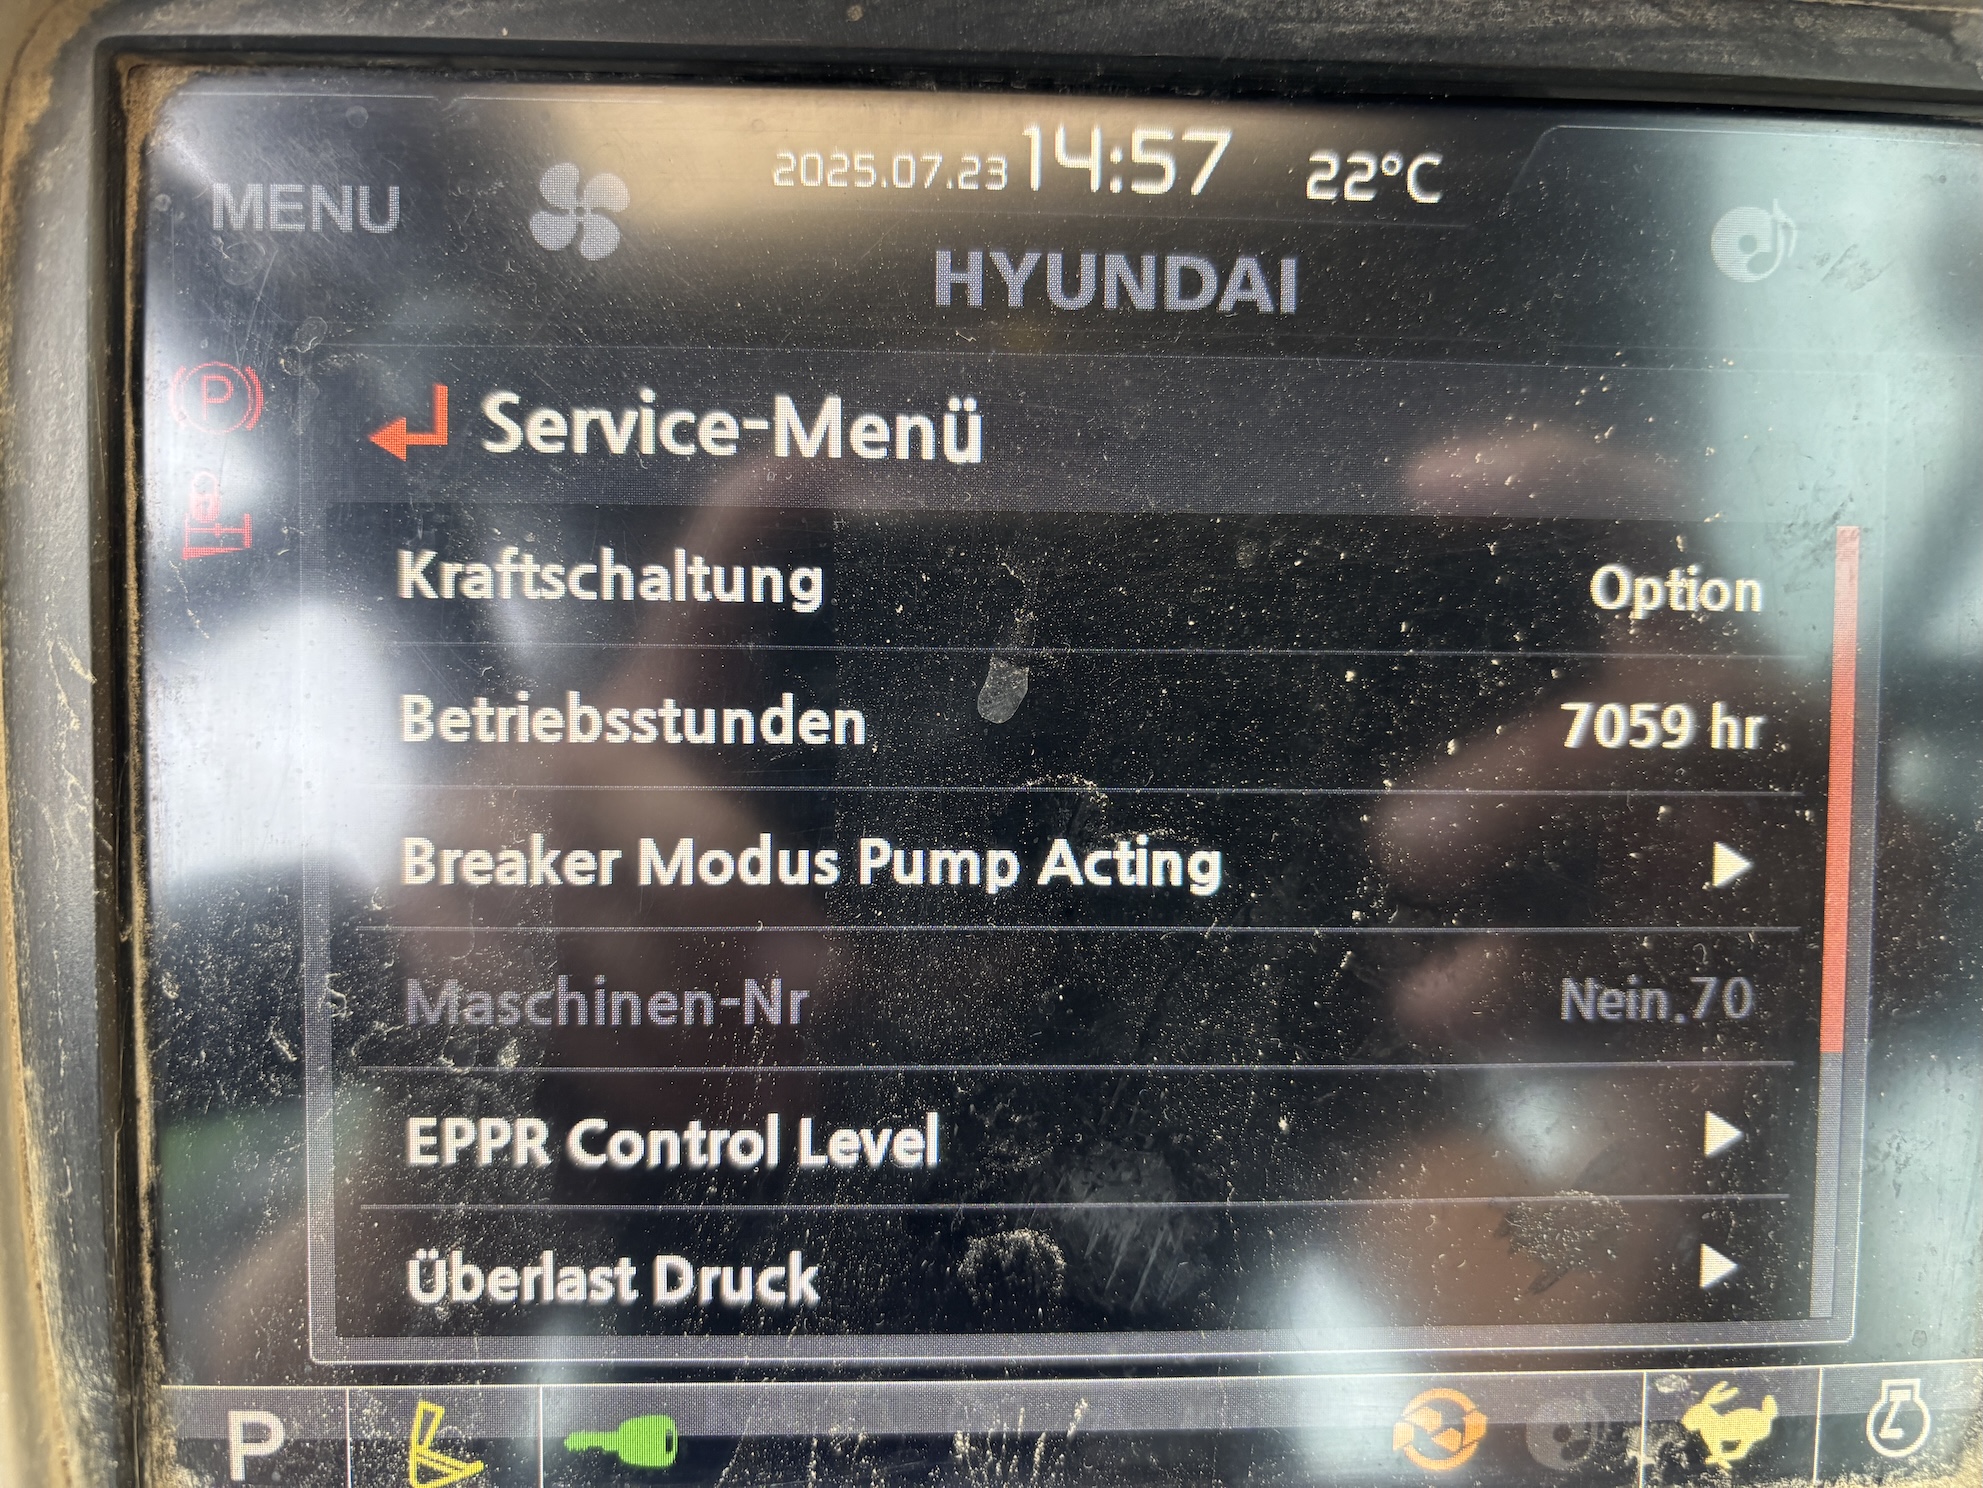 MENU
2025.07.23 14:57 22°C
HYUNDAI
P
Service-Menü
Kraftschaltung Option
Betriebsstunden 7059 hr
Breaker Modus Pump Acting
Maschinen-Nr Nein.70
EPPR Control Level
Überlast Druck
P